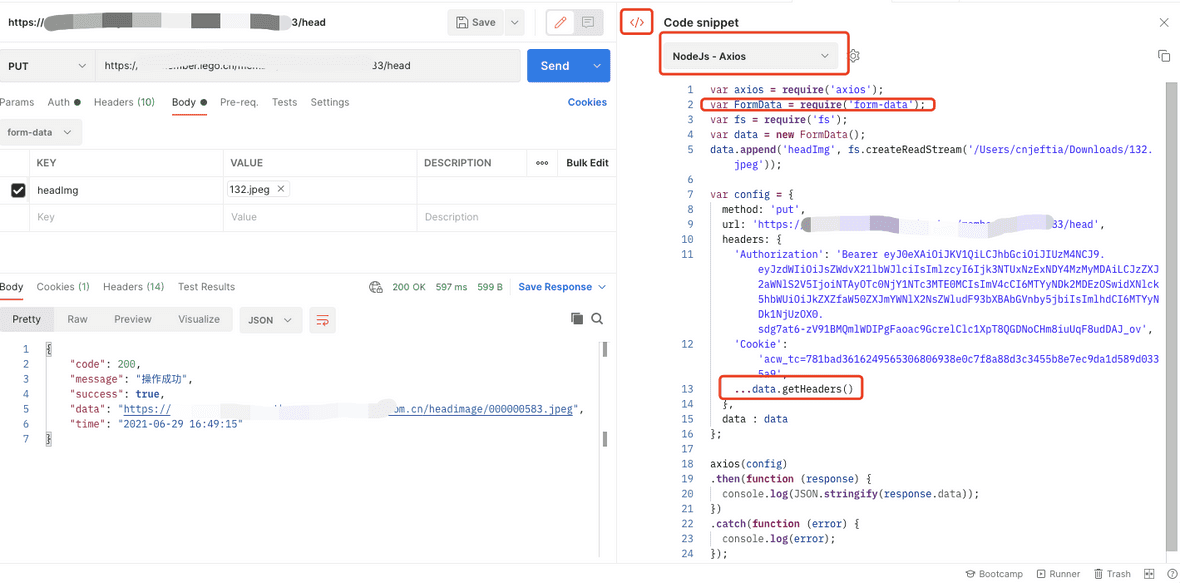 https:// 3/head
Save
PUT
https:/ ember.lego.cn/mem 33/head
Send
Params Auth Headers (10) Body Pre-req. Tests Settings
Cookies
form-data
KEY VALUE DESCRIPTION Bulk Edit
headImg 132.jpeg
Key Value Description
Body Cookies (1) Headers (14) Test Results
200 OK 597 ms 599 B Save Response
Pretty Raw Preview Visualize JSON
1 {
2 "code": 200,
3 "message": "操作成功",
4 "success": true,
5 "data": "https:// om.cn/headimage/000000583.jpeg",
6 "time": "2021-06-29 16:49:15"
7 }
</> Code snippet
NodeJs - Axios
1 var axios = require('axios');
2 var FormData = require('form-data');
3 var fs = require('fs');
4 var data = new FormData();
5 data.append('headImg', fs.createReadStream('/Users/cnjeftia/Downloads/132.
jpeg'));
6
7 var config = {
8 method: 'put',
9 url: 'https:/ /memb 33/head',
10 headers: {
11 'Authorization': 'Bearer eyJ0eXAiOiJKV1QiLCJhbGciOiJIUzM4NCJ9.
eyJzdWIiOiJsZWdvX21lbWJlciIsImlzcyI6Ijk3NTUxNzExNDY4MzMyMDAiLCJzZXJ
2aWNlS2V5IjoiNTAyOTc0NjY1NTc3MTE0MCIsImV4cCI6MTYyNDk2MDEzOSwidXNlck
5hbWUiOiJkZXZfaW50ZXJmYWNlX2NsZWludF93bXBAbGVnby5jbiIsImlhdCI6MTYyN
Dk1NjUzOX0.
sdg7at6-zV91BMQmlWDIPgFaoac9GcrelClc1XpT8QGDNoCHm8iuUqF8udDAJ_ov',
12 'Cookie':
'acw_tc=781bad3616249565306806938e0c7f8a88d3c3455b8e7ec9da1d589d033
5a9',
13 ...data.getHeaders()
14 },
15 data : data
16 };
17
18 axios(config)
19 .then(function (response) {
20 console.log(JSON.stringify(response.data));
21 })
22 .catch(function (error) {
23 console.log(error);
24 });
Bootcamp Runner Trash